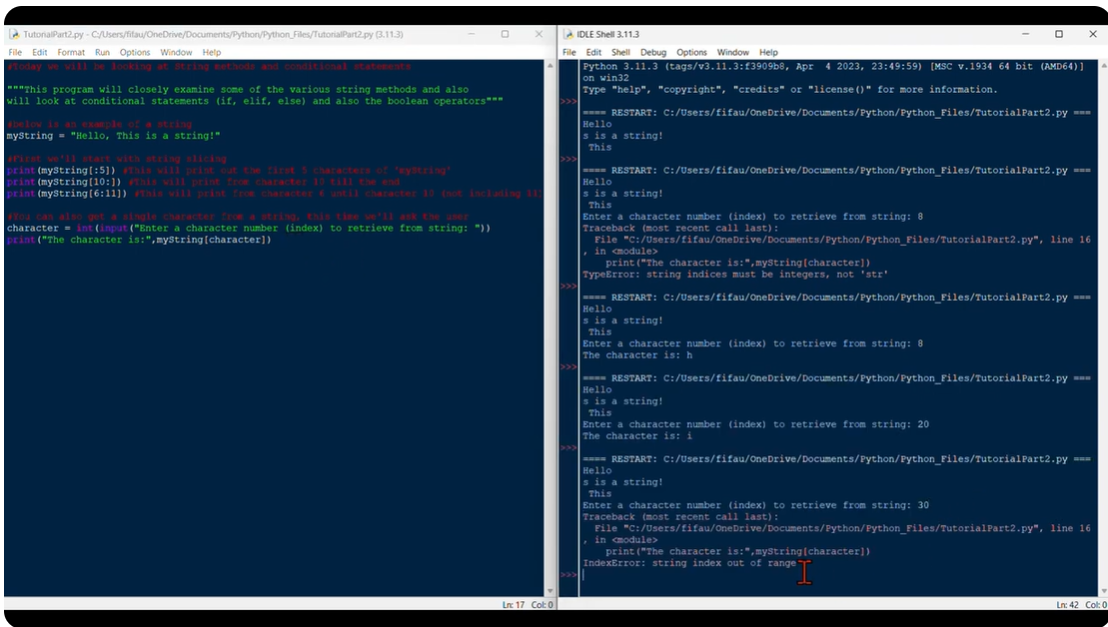 TutorialPart2.py - C:/Users/fifau/OneDrive/Documents/Python/Python_Files/TutorialPart2.py (3.11.3)
File Edit Format Run Options Window Help
#Today we will be looking at String methods and conditional statements
"""This program will closely examine some of the various string methods and also
will look at conditional statements (if, elif, else) and also the boolean operators"""
#below is an example of a string
myString = "Hello, This is a string!"
#First we'll start with string slicing
print(myString[:5]) #This will print out the first 5 characters of 'myString'
print(myString[10:]) #This will print from character 10 till the end
print(myString[6:11]) #This will print from character 6 until character 10 (not including 11)
#You can also get a single character from a string, this time we'll ask the user
character = int(input("Enter a character number (index) to retrieve from string: "))
print("The character is:",myString[character])
Ln: 17 Col: 0
IDLE Shell 3.11.3
File Edit Shell Debug Options Window Help
Python 3.11.3 (tags/v3.11.3:f3909b8, Apr 4 2023, 23:49:59) [MSC v.1934 64 bit (AMD64)]
on win32
Type "help", "copyright", "credits" or "license()" for more information.
>>>
==== RESTART: C:/Users/fifau/OneDrive/Documents/Python/Python_Files/TutorialPart2.py ===
Hello
s is a string!
 This
>>>
==== RESTART: C:/Users/fifau/OneDrive/Documents/Python/Python_Files/TutorialPart2.py ===
Hello
s is a string!
 This
Enter a character number (index) to retrieve from string: 8
Traceback (most recent call last):
  File "C:/Users/fifau/OneDrive/Documents/Python/Python_Files/TutorialPart2.py", line 16
, in <module>
    print("The character is:",myString[character])
TypeError: string indices must be integers, not 'str'
>>>
==== RESTART: C:/Users/fifau/OneDrive/Documents/Python/Python_Files/TutorialPart2.py ===
Hello
s is a string!
 This
Enter a character number (index) to retrieve from string: 8
The character is: h
>>>
==== RESTART: C:/Users/fifau/OneDrive/Documents/Python/Python_Files/TutorialPart2.py ===
Hello
s is a string!
 This
Enter a character number (index) to retrieve from string: 20
The character is: i
>>>
==== RESTART: C:/Users/fifau/OneDrive/Documents/Python/Python_Files/TutorialPart2.py ===
Hello
s is a string!
 This
Enter a character number (index) to retrieve from string: 30
Traceback (most recent call last):
  File "C:/Users/fifau/OneDrive/Documents/Python/Python_Files/TutorialPart2.py", line 16
, in <module>
    print("The character is:",myString[character])
IndexError: string index out of range
>>>
Ln: 42 Col: 0